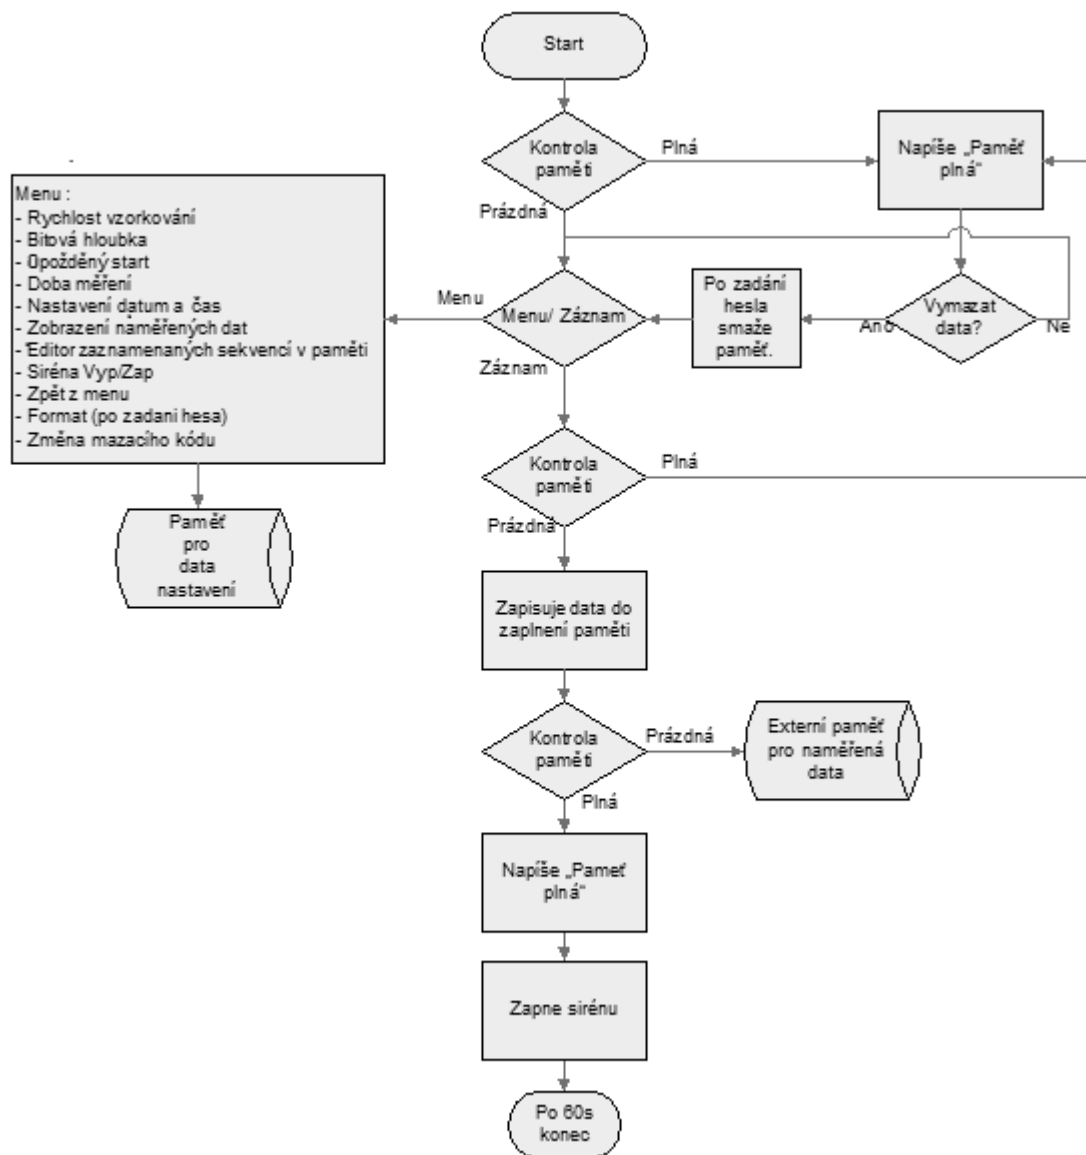 Start
Kontrola
paměti
Plná
Napíše „Paměť
plná“
Prázdná
Menu :
- Rychlost vzorkování
- Bitová hloubka
- Opožděný start
- Doba měření
- Nastavení datum a čas
- Zobrazení naměřených dat
- Editor zaznamenaných sekvencí v paměti
- Siréna Vyp/Zap
- Zpět z menu
- Format (po zadani hesa)
- Změna mazacího kódu
Menu
Menu/ Záznam
Po zadání
hesla
smaže
paměť.
Ano
Vymazat
data?
Ne
Záznam
Kontrola
paměti
Plná
Prázdná
Paměť
pro
data
nastavení
Zapisuje data do
zaplnění paměti
Kontrola
paměti
Prázdná
Externí paměť
pro naměřená
data
Plná
Napíše „Pameť
plná“
Zapne sirénu
Po 60s
konec